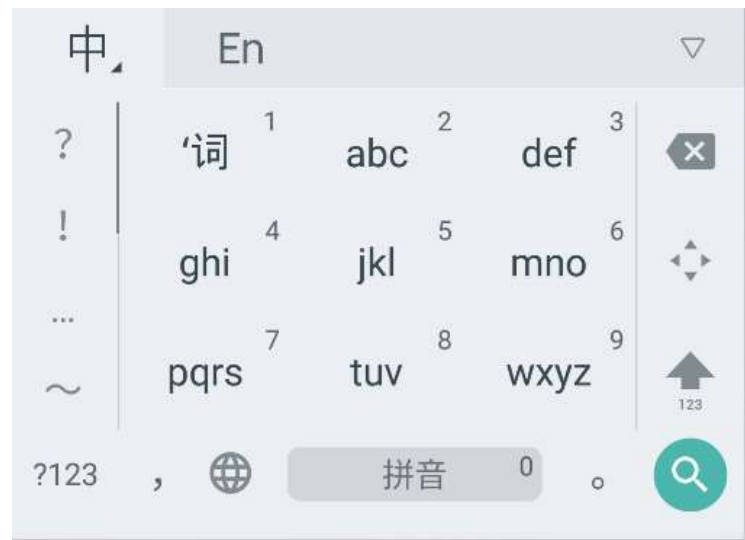 中 En
? '词 1 abc 2 def 3
! ghi 4 jkl 5 mno 6
...
~ pqrs 7 tuv 8 wxyz 9
123
?123 , 拼音 0 。